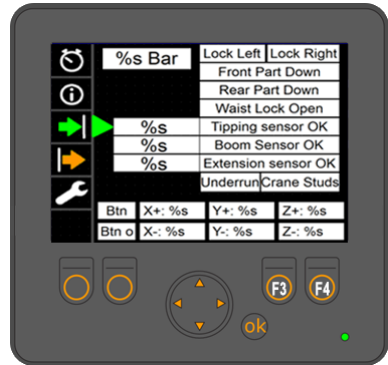 %s Bar
Lock Left Lock Right
Front Part Down
Rear Part Down
Waist Lock Open
%s Tipping sensor OK
%s Boom Sensor OK
%s Extension sensor OK
Underrun Crane Studs
Btn X+: %s Y+: %s Z+: %s
Btn o X-: %s Y-: %s Z-: %s
F3 F4
ok